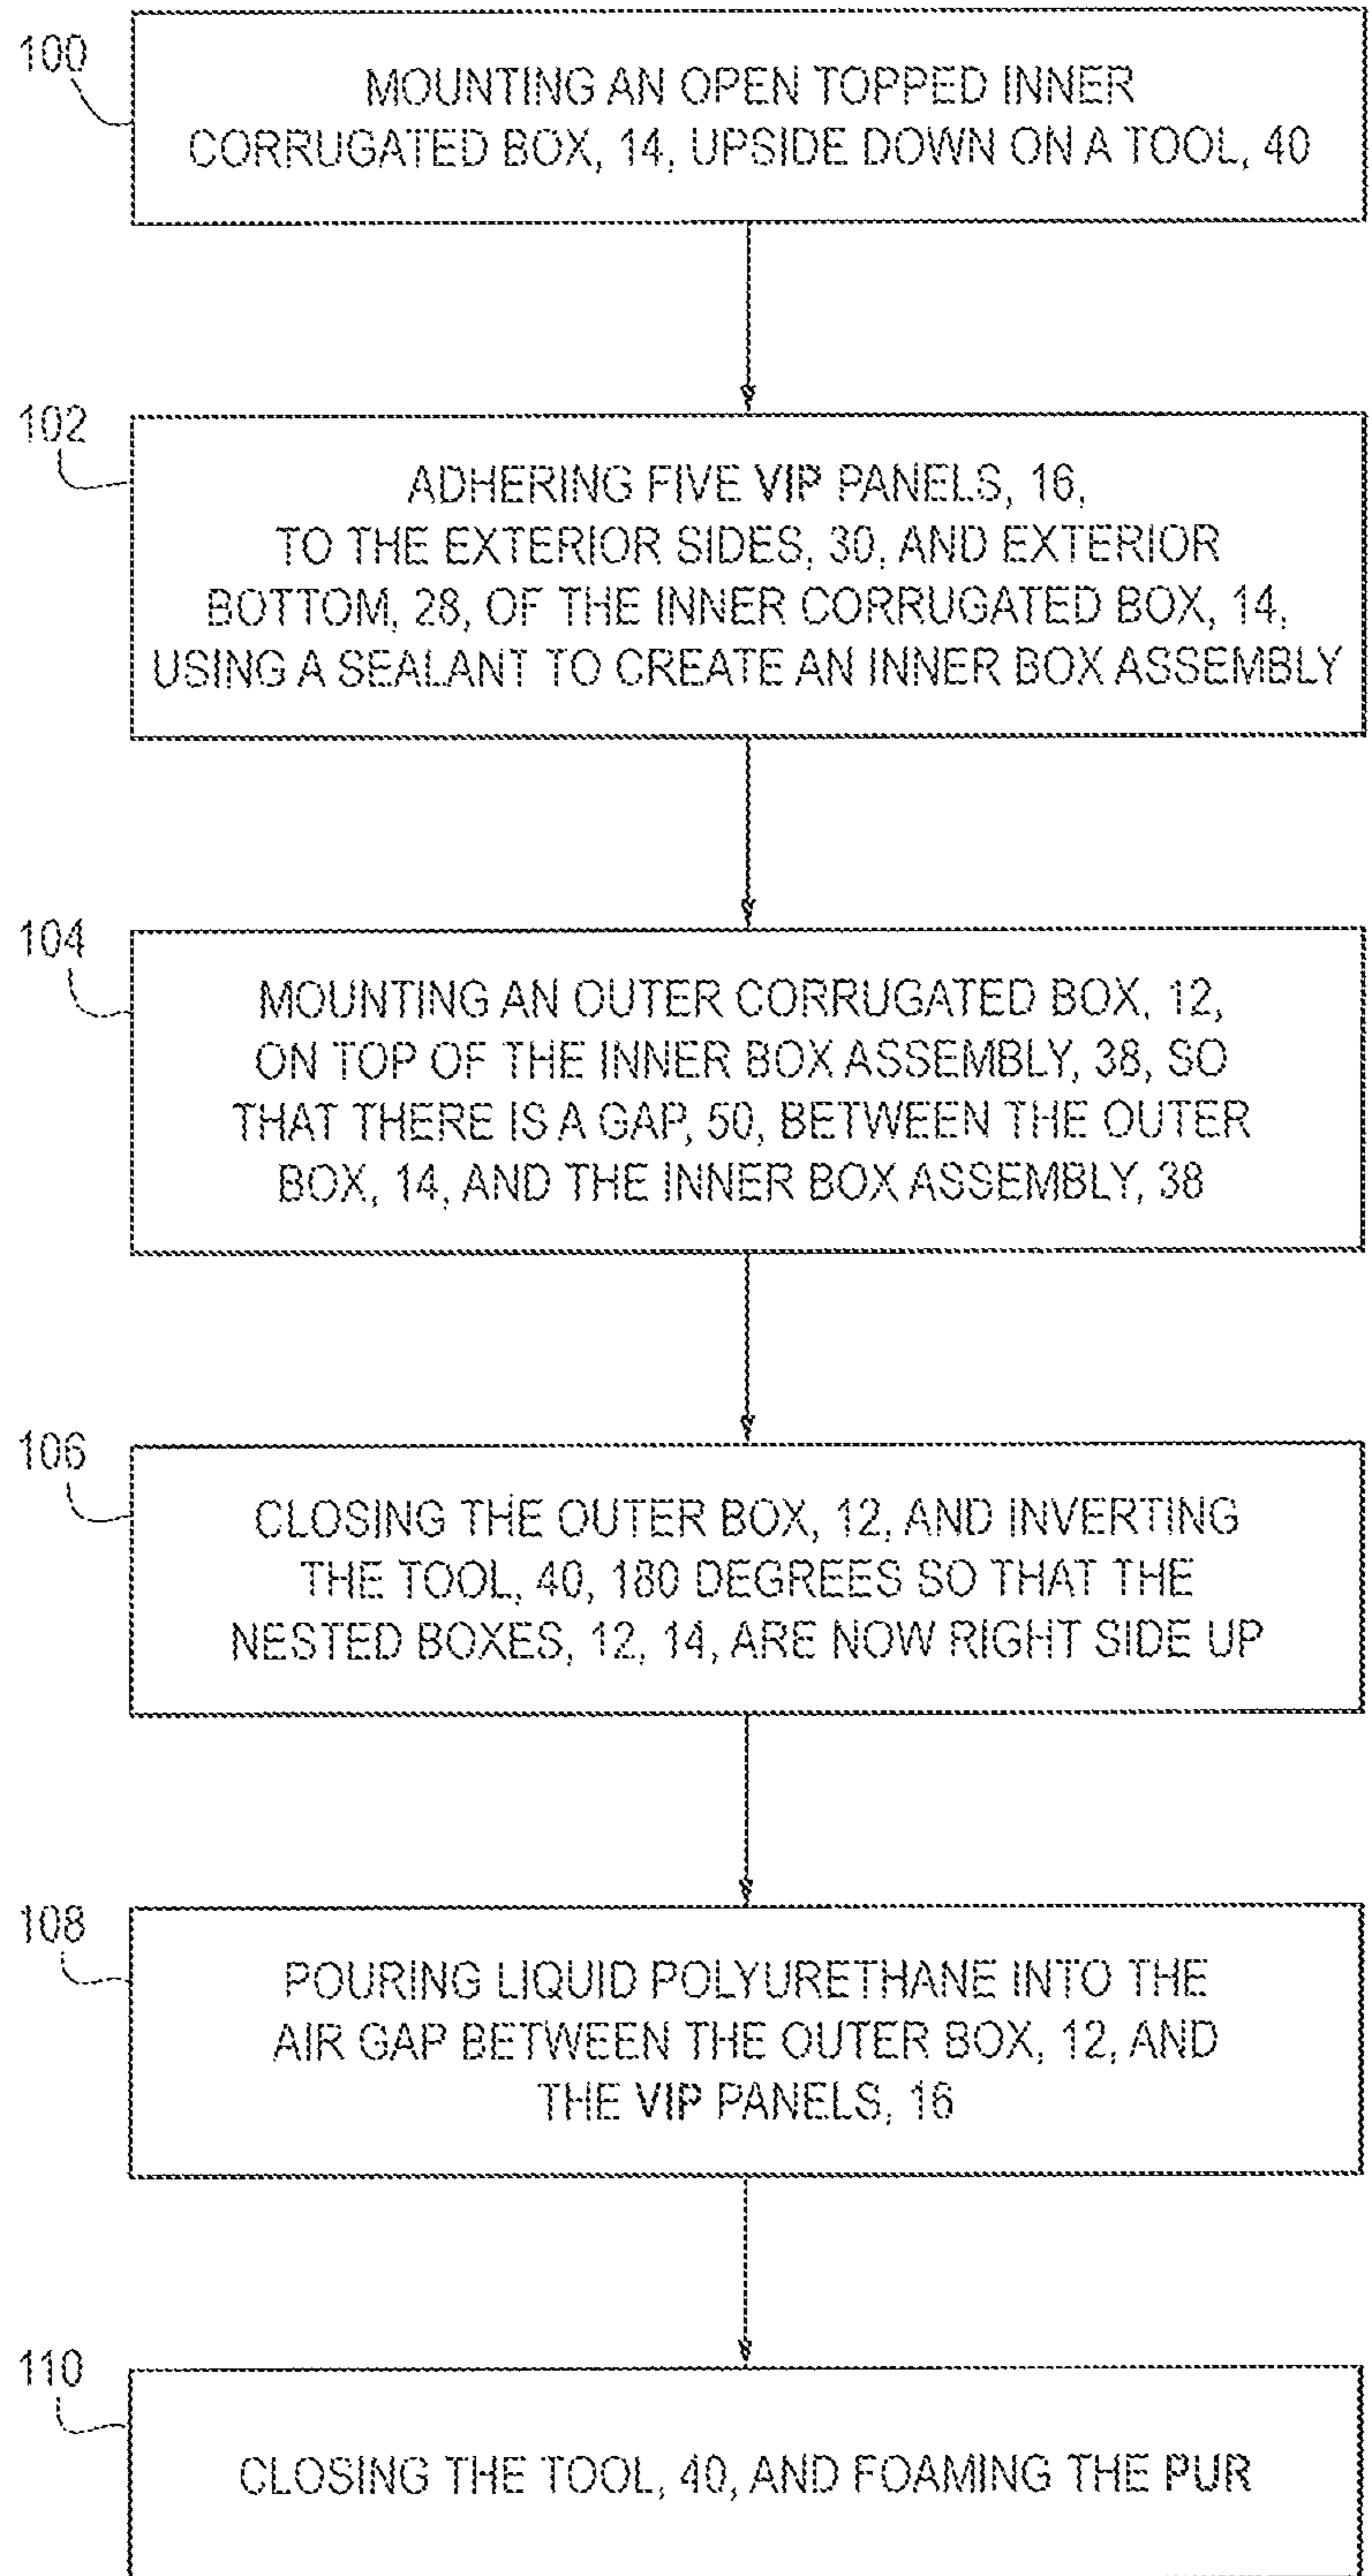 100
MOUNTING AN OPEN TOPPED INNER
CORRUGATED BOX, 14, UPSIDE DOWN ON A TOOL, 40
102
ADHERING FIVE VIP PANELS, 16,
TO THE EXTERIOR SIDES, 30, AND EXTERIOR
BOTTOM, 28, OF THE INNER CORRUGATED BOX, 14,
USING A SEALANT TO CREATE AN INNER BOX ASSEMBLY
104
MOUNTING AN OUTER CORRUGATED BOX, 12,
ON TOP OF THE INNER BOX ASSEMBLY, 38, SO
THAT THERE IS A GAP, 50, BETWEEN THE OUTER
BOX, 14, AND THE INNER BOX ASSEMBLY, 38
106
CLOSING THE OUTER BOX, 12, AND INVERTING
THE TOOL, 40, 180 DEGREES SO THAT THE
NESTED BOXES, 12, 14, ARE NOW RIGHT SIDE UP
108
POURING LIQUID POLYURETHANE INTO THE
AIR GAP BETWEEN THE OUTER BOX, 12, AND
THE VIP PANELS, 16
110
CLOSING THE TOOL, 40, AND FOAMING THE PUR